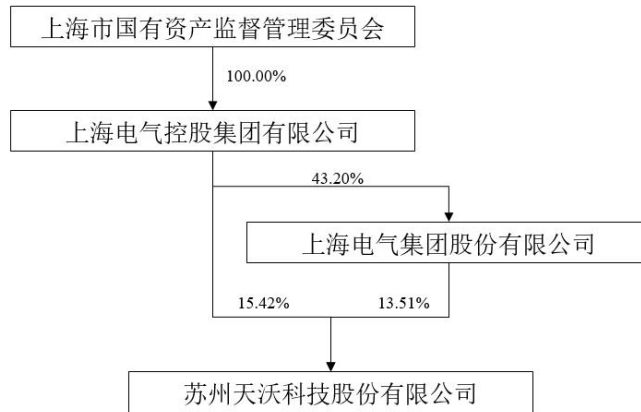 上海市国有资产监督管理委员会
100.00%
上海电气控股集团有限公司
43.20%
上海电气集团股份有限公司
15.42%
13.51%
苏州天沃科技股份有限公司